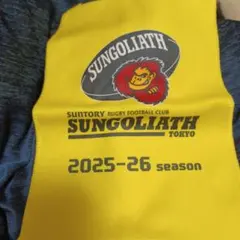 SUNGOLIATH
SUNTORY RUGBY FOOTBALL CLUB
SUNGOLIATH
TOKYO
2025-26 season